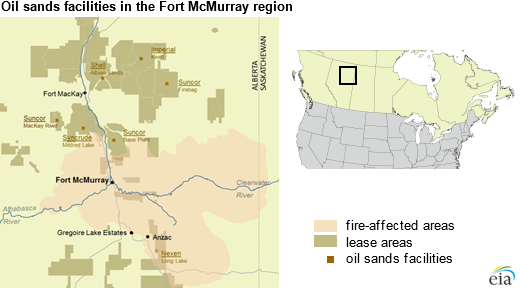 Oil sands facilities in the Fort McMurray region
Imperial
Kearl
Shell
Albian Sands
Suncor
Firebag
ALBERTA
SASKATCHEWAN
Fort MacKay
Suncor
MacKay River
Suncor
Base Plant
Syncrude
Mildred Lake
Fort McMurray
Clearwater
River
Athabasca
River
Gregoire Lake Estates
Anzac
Nexen
Long Lake
fire-affected areas
lease areas
oil sands facilities
eia